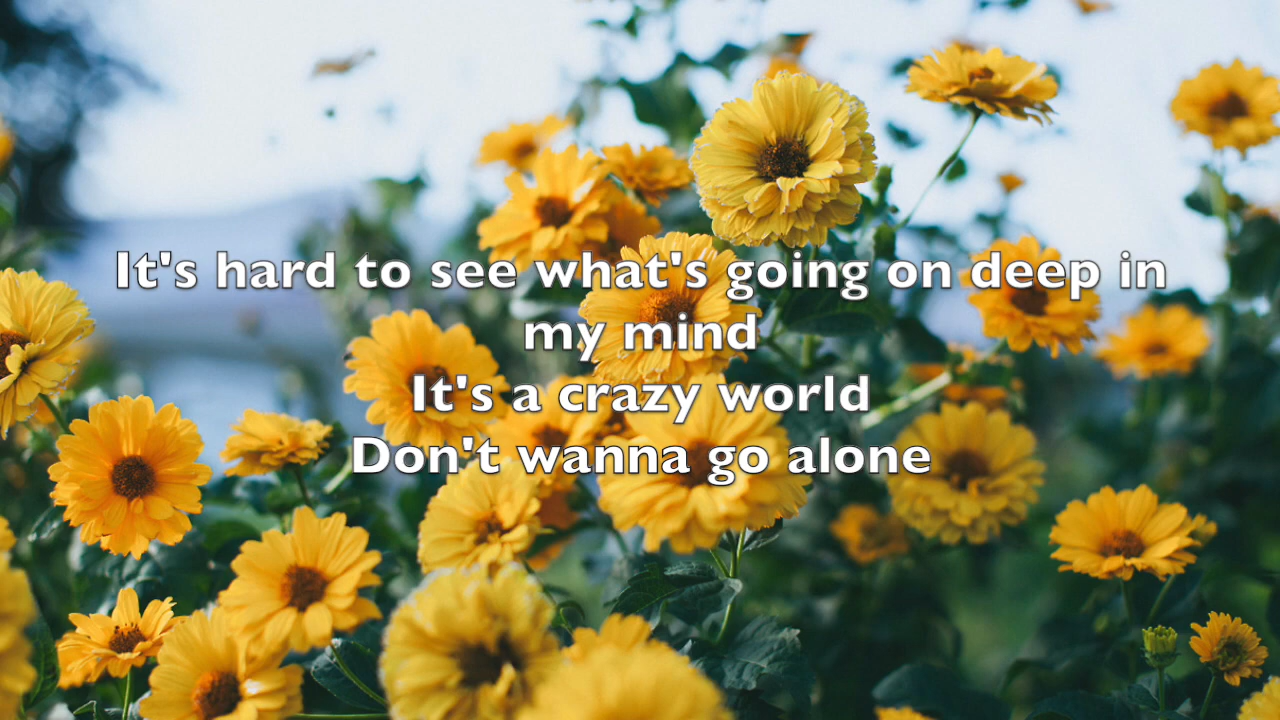 It's hard to see what's going on deep in
my mind
It's a crazy world
Don't wanna go alone